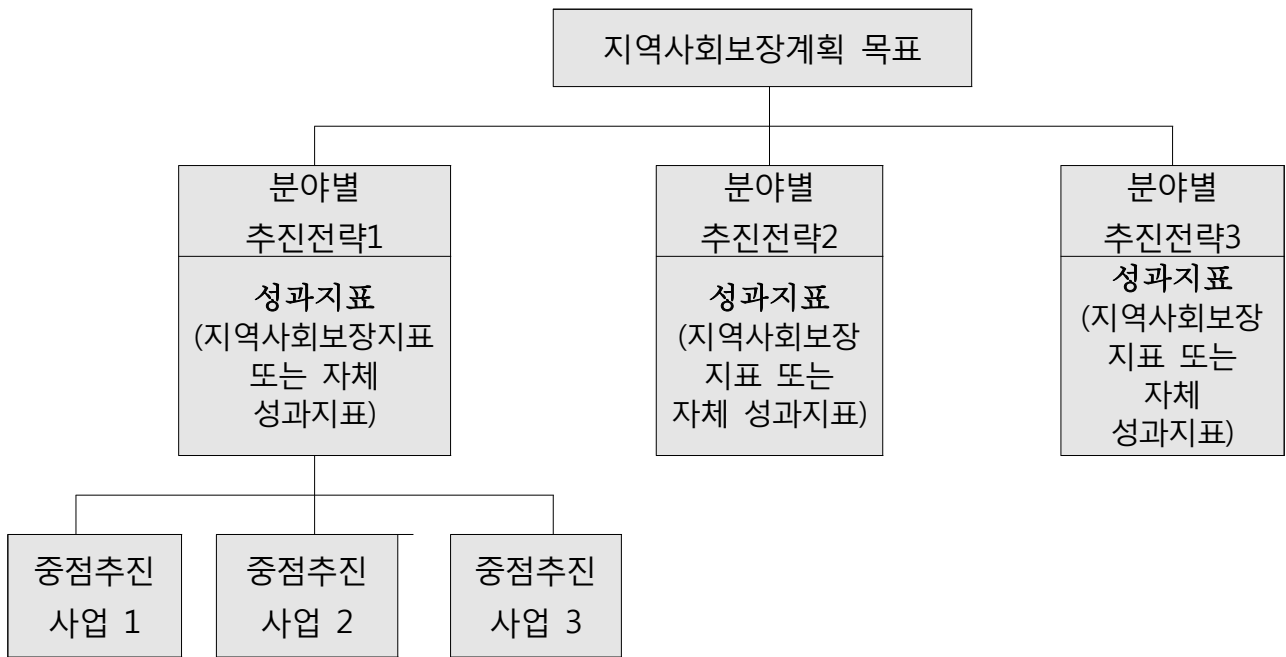 지역사회보장계획 목표
분야별
추진전략1
성과지표
(지역사회보장지표
또는 자체
성과지표)
분야별
추진전략2
성과지표
(지역사회보장
지표 또는
자체 성과지표)
분야별
추진전략3
성과지표
(지역사회보장
지표 또는
자체
성과지표)
중점추진
사업 1
중점추진
사업 2
중점추진
사업 3